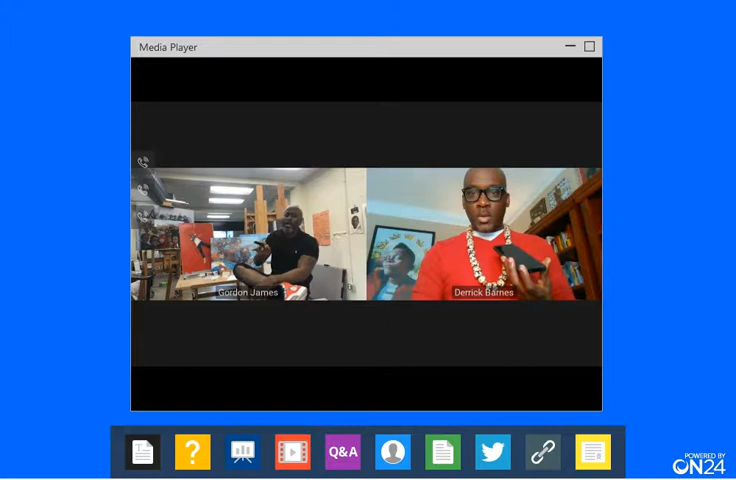 Media Player
Gordon James
Derrick Barnes
?
Q&A
POWERED BY
ON24